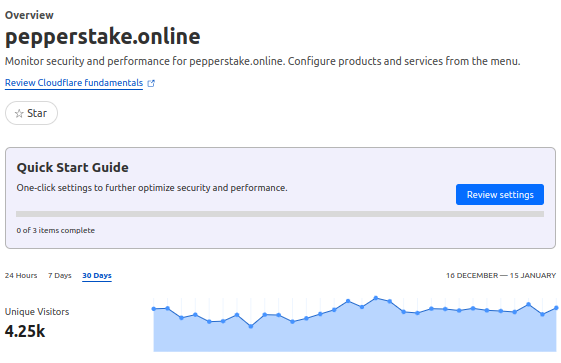 Overview
pepperstake.online
Monitor security and performance for pepperstake.online. Configure products and services from the menu.
Review Cloudflare fundamentals
☆ Star
Quick Start Guide
One-click settings to further optimize security and performance.
Review settings
0 of 3 items complete
24 Hours 7 Days 30 Days 16 DECEMBER — 15 JANUARY
Unique Visitors
4.25k